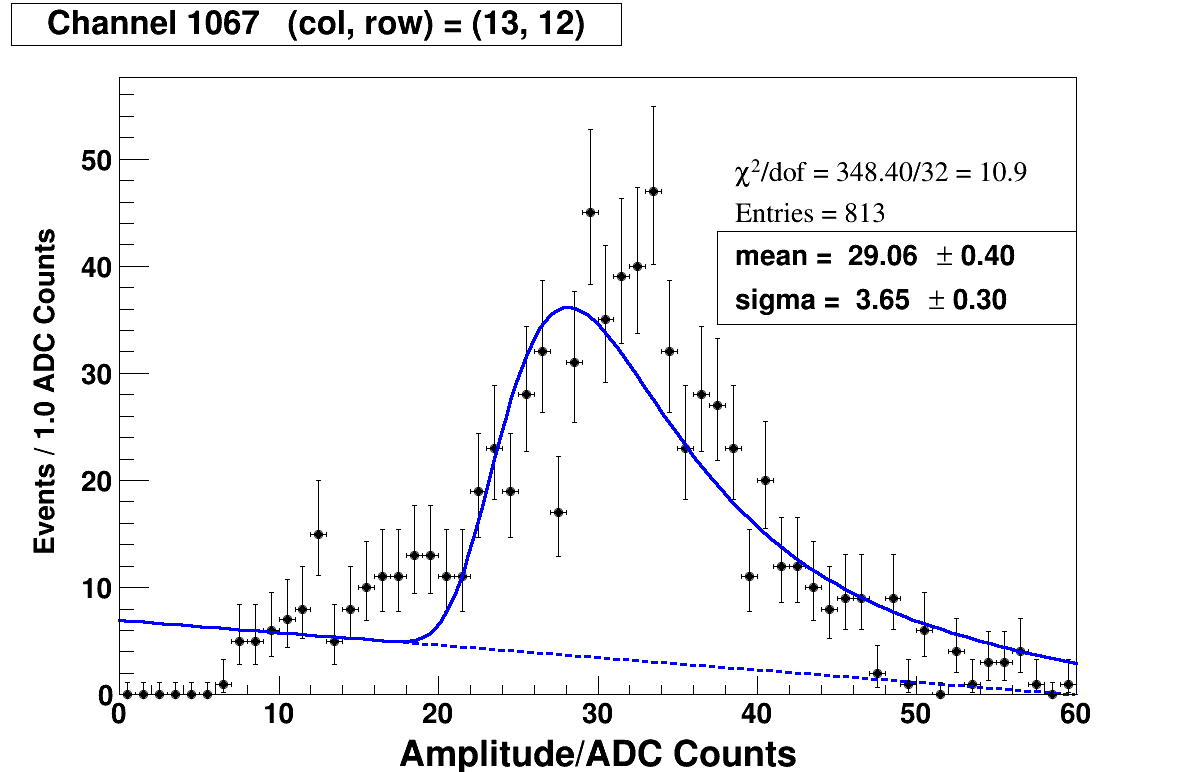 Channel 1067 (col, row) = (13, 12)
χ²/dof = 348.40/32 = 10.9
Entries = 813
mean = 29.06 ± 0.40
sigma = 3.65 ± 0.30
Events / 1.0 ADC Counts
50
40
30
20
10
0
0 10 20 30 40 50 60
Amplitude/ADC Counts